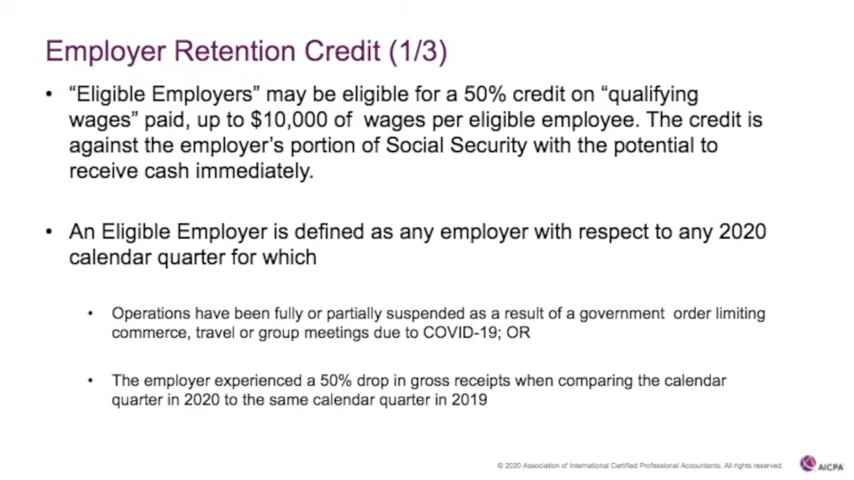 Employer Retention Credit (1/3)
• “Eligible Employers” may be eligible for a 50% credit on “qualifying
wages” paid, up to $10,000 of wages per eligible employee. The credit is
against the employer’s portion of Social Security with the potential to
receive cash immediately.
• An Eligible Employer is defined as any employer with respect to any 2020
calendar quarter for which
• Operations have been fully or partially suspended as a result of a government order limiting
commerce, travel or group meetings due to COVID-19; OR
• The employer experienced a 50% drop in gross receipts when comparing the calendar
quarter in 2020 to the same calendar quarter in 2019
© 2020 Association of International Certified Professional Accountants. All rights reserved.
AICPA